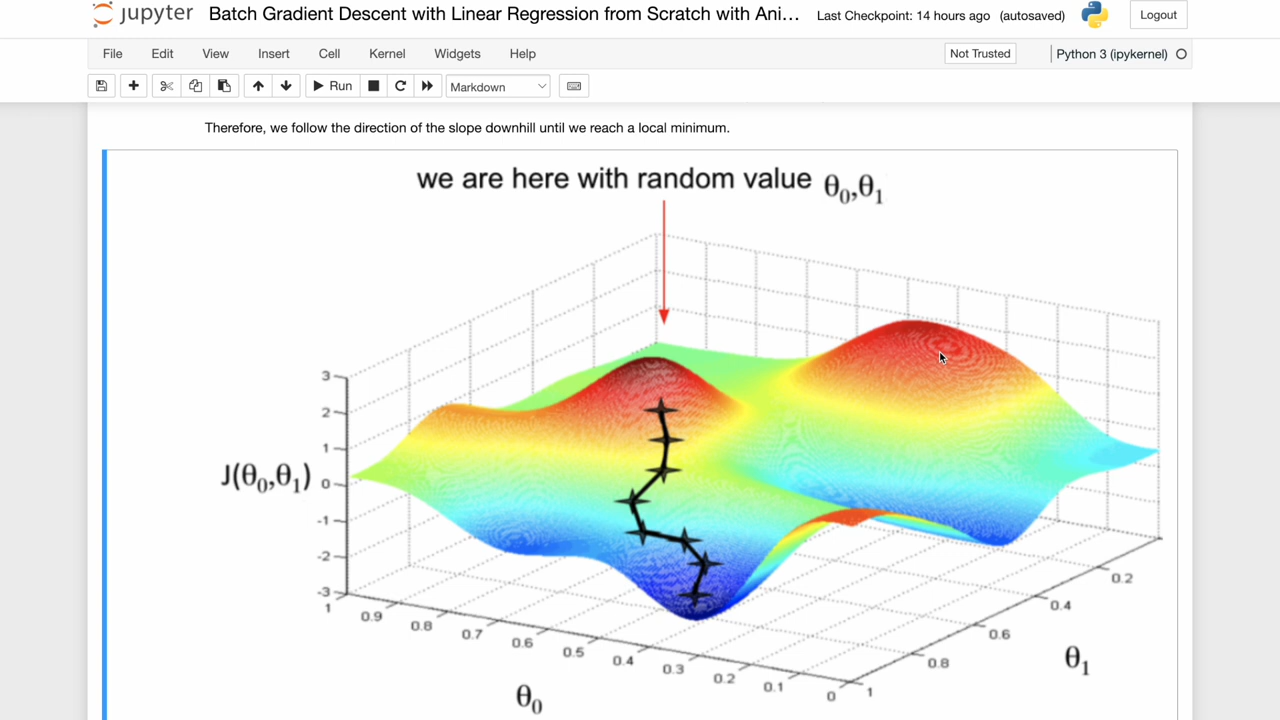 jupyter Batch Gradient Descent with Linear Regression from Scratch with Ani... Last Checkpoint: 14 hours ago (autosaved) Logout
File Edit View Insert Cell Kernel Widgets Help Not Trusted Python 3 (ipykernel)
Run Markdown
Therefore, we follow the direction of the slope downhill until we reach a local minimum.
we are here with random value θ₀,θ₁
3
2
1
J(θ₀,θ₁) 0
-1
-2
-3
1 0.9 0.8 0.7 0.6 0.5 0.4 0.3 0.2 0.1 0
θ₀
0.2
0.4
0.6
0.8
1
θ₁